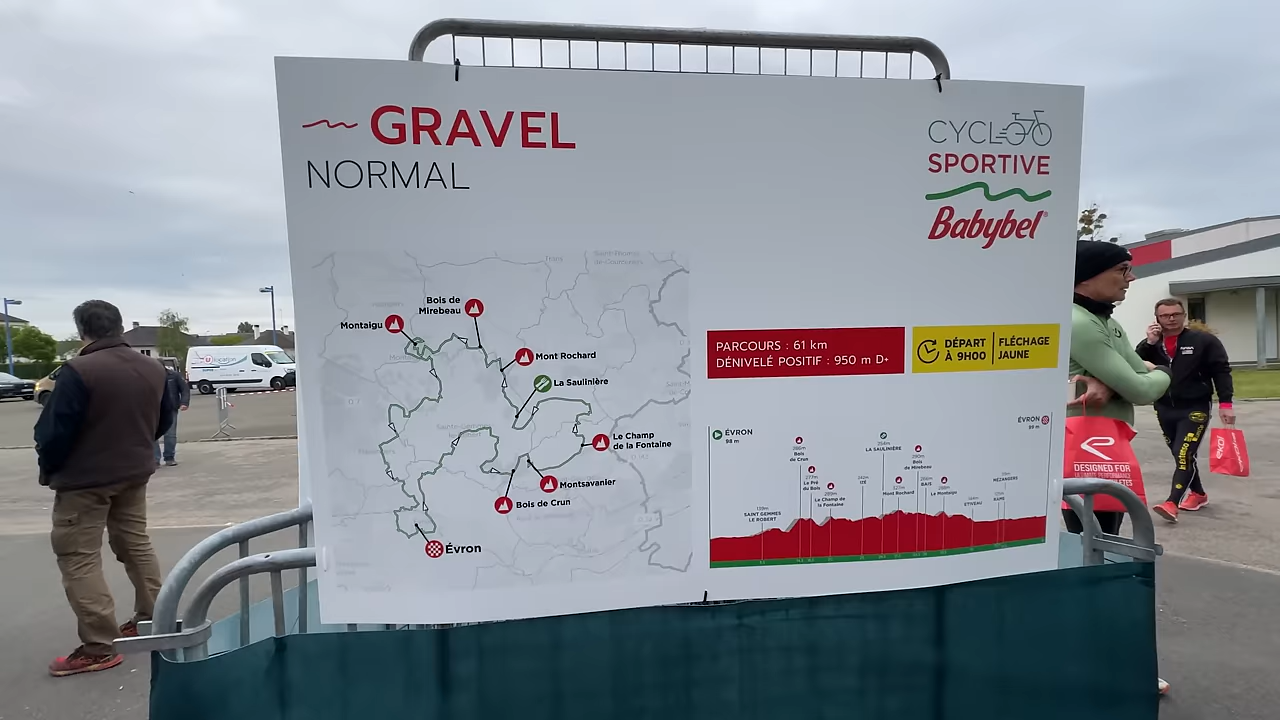 GRAVEL
NORMAL
CYCLO
SPORTIVE
Babybel
Bois de
Mirebeau
Montaigu
Mont Rochard
La Saulinière
Le Champ
de la Fontaine
Montsavanier
Bois de Crun
Évron
PARCOURS : 61 km
DÉNIVELÉ POSITIF : 950 m D+
DÉPART
À 9H00
FLÉCHAGE
JAUNE
ÉVRON
98 m
SAINT GEMMES
LE ROBERT
Bois
de Crun
Le Pré
du Bois
Le Champ de
la Fontaine
IZÉ
LA SAULINIÈRE
Mont Rochard
Bois
de Mirebeau
BAIS
Le Montaigu
MÉZANGERS
ÉVRON
location
DESIGNED FOR